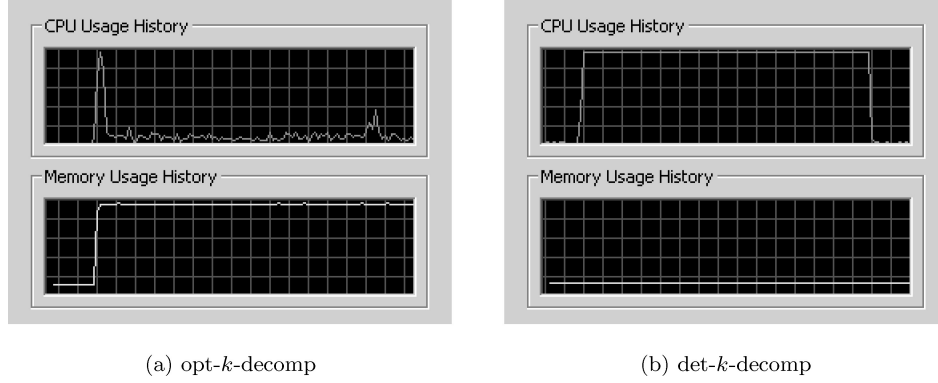 CPU Usage History
CPU Usage History
Memory Usage History
Memory Usage History
(a) opt-k-decomp
(b) det-k-decomp